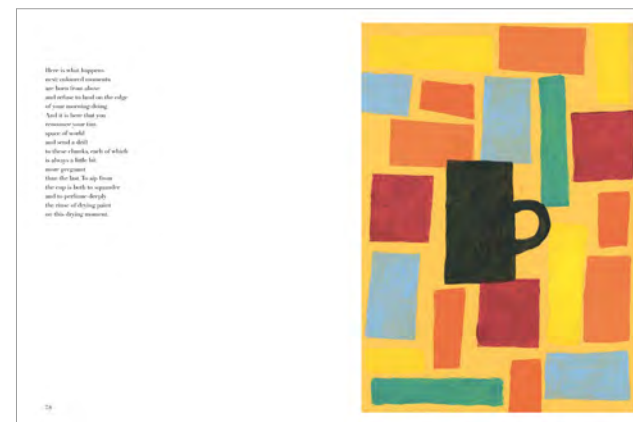 Here is what happens:
next coloured moments
are born from above
and refuse to land on the edge
of your morning doing.
And it is here that you
renounce your tiny
space of world
and send a drill
to these chunks, each of which
is always a little bit
more pregnant
than the last. To sip from
the cup is both to squander
and to perfume deeply
the rinse of drying paint
on this drying moment.